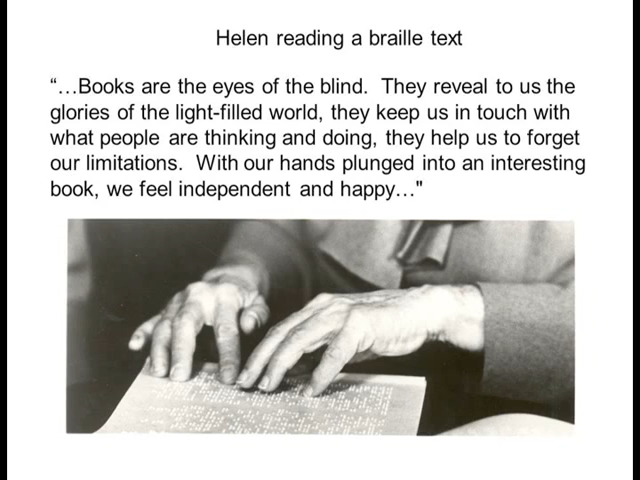 Helen reading a braille text
“…Books are the eyes of the blind. They reveal to us the
glories of the light-filled world, they keep us in touch with
what people are thinking and doing, they help us to forget
our limitations. With our hands plunged into an interesting
book, we feel independent and happy…"